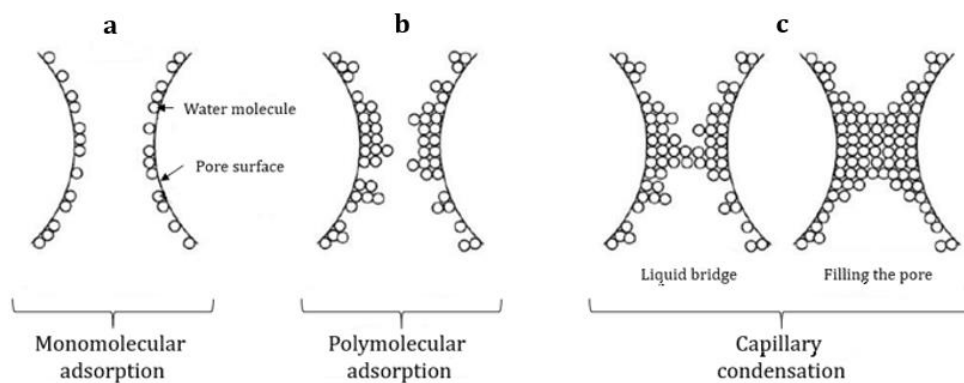 a
b
c
Water molecule
Pore surface
Liquid bridge
Filling the pore
Monomolecular
adsorption
Polymolecular
adsorption
Capillary
condensation